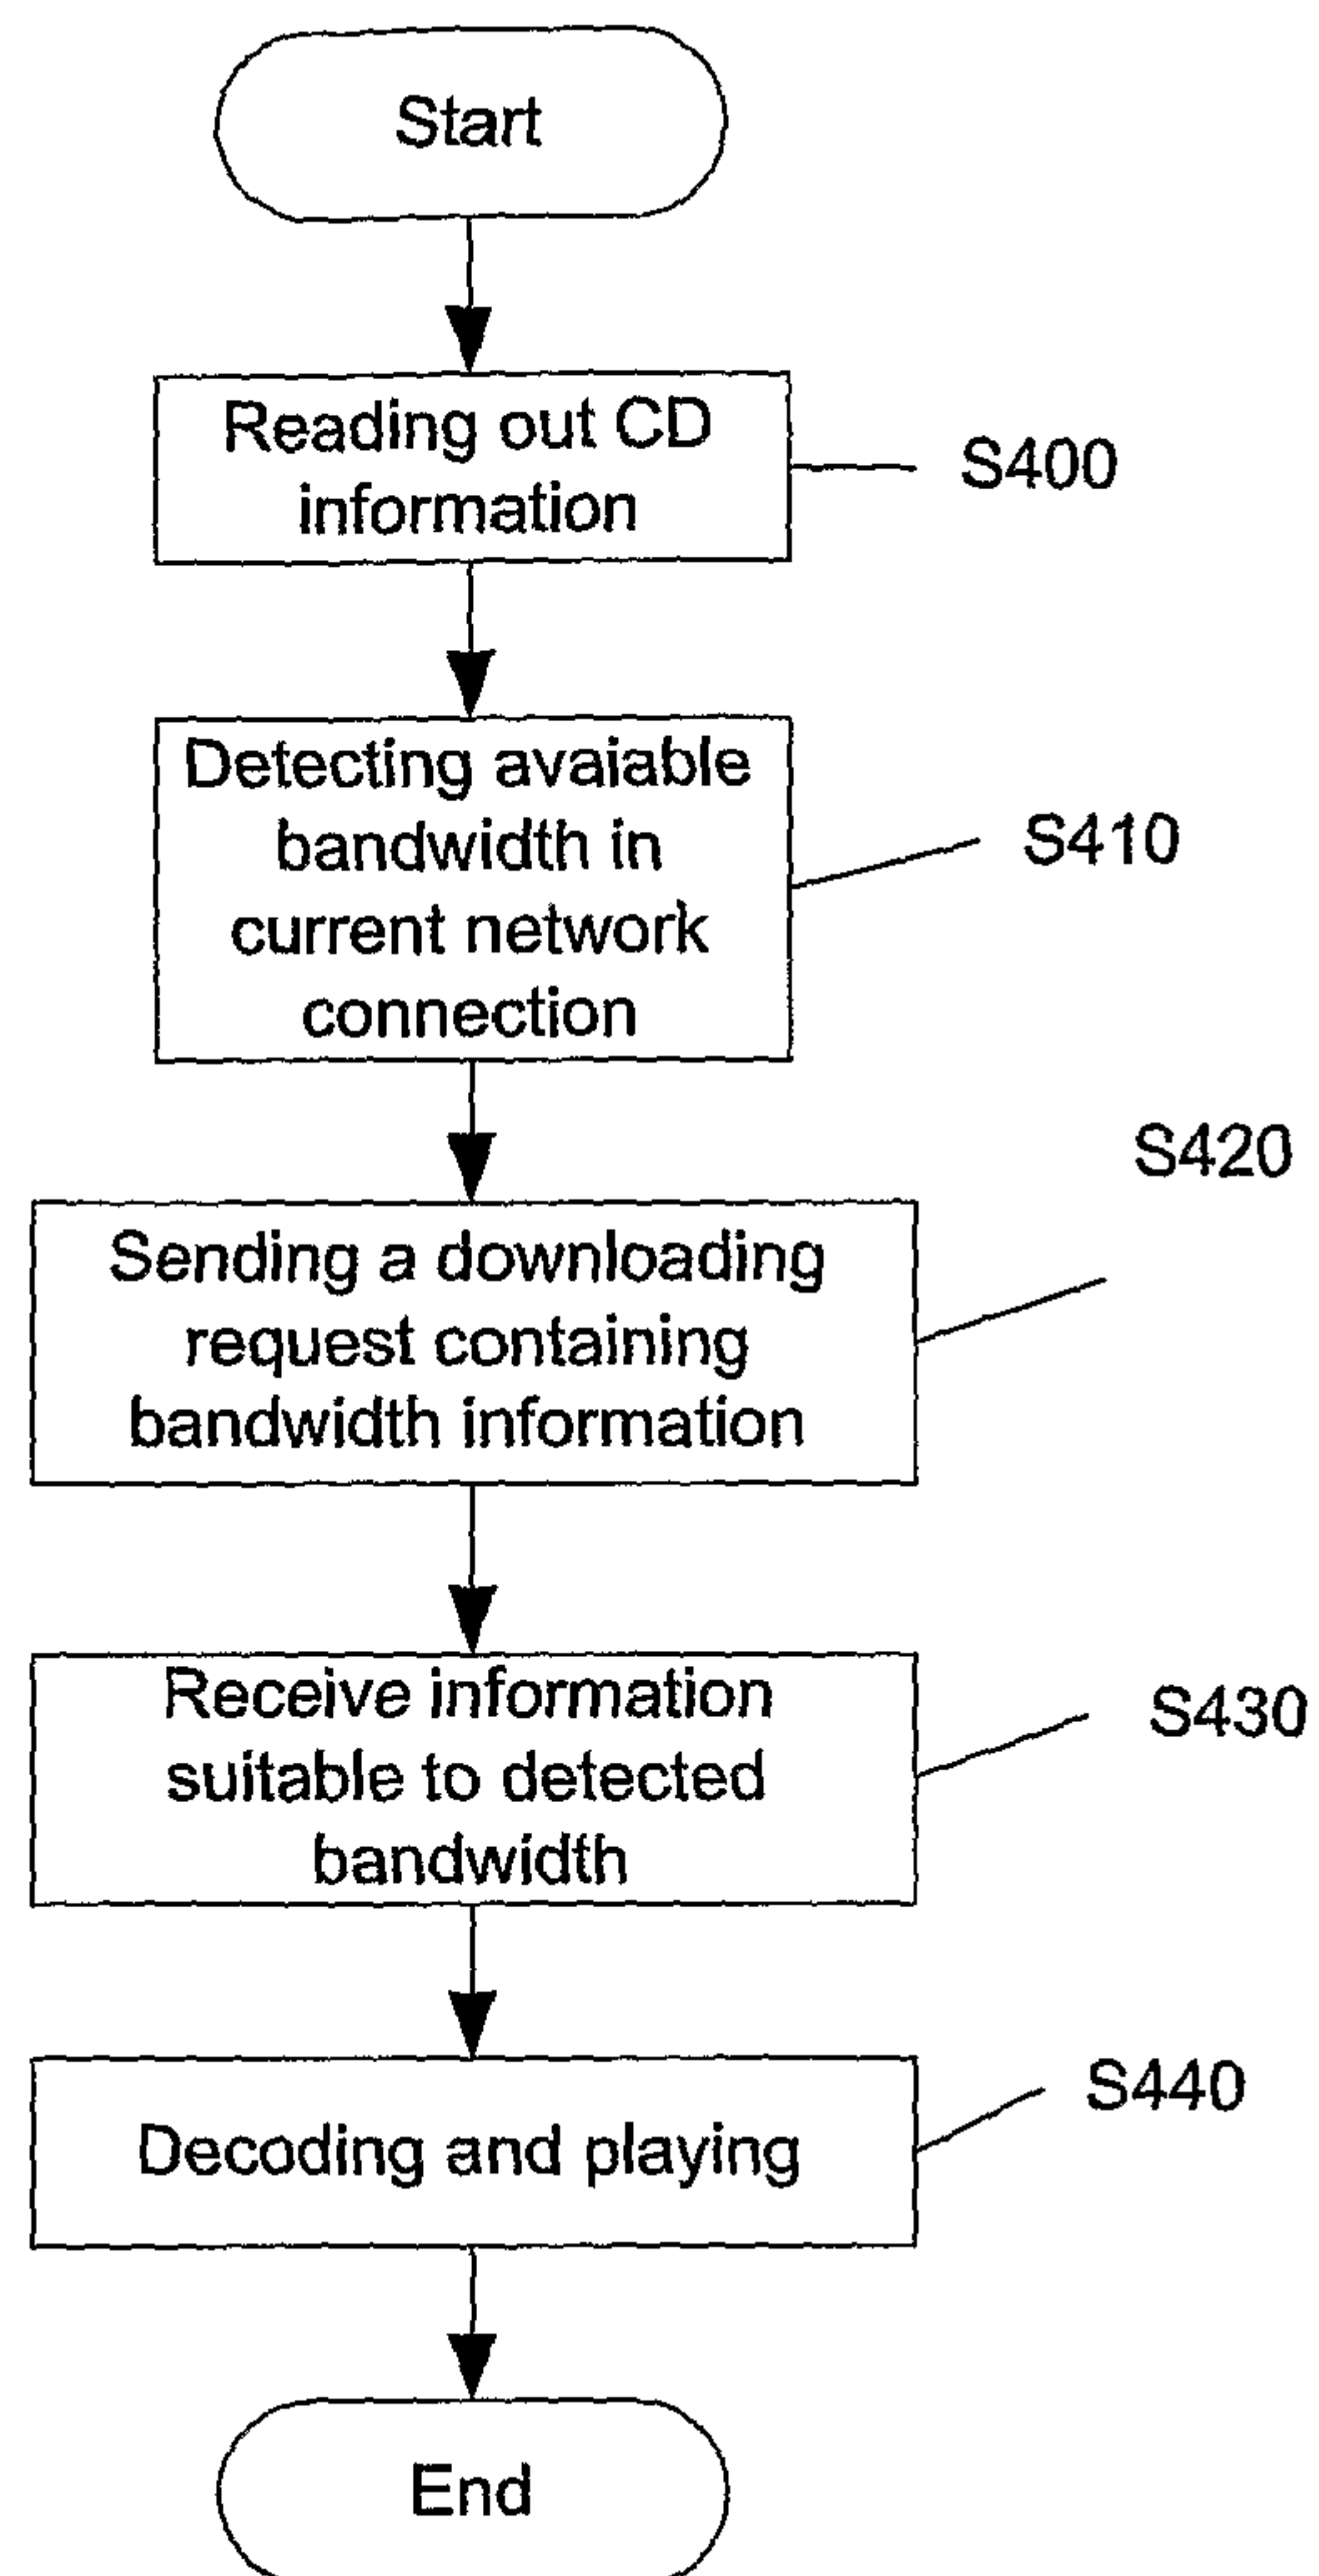 Start
Reading out CD
information
S400
Detecting avaiable
bandwidth in
current network
connection
S410
S420
Sending a downloading
request containing
bandwidth information
Receive information
suitable to detected
bandwidth
S430
Decoding and playing
S440
End